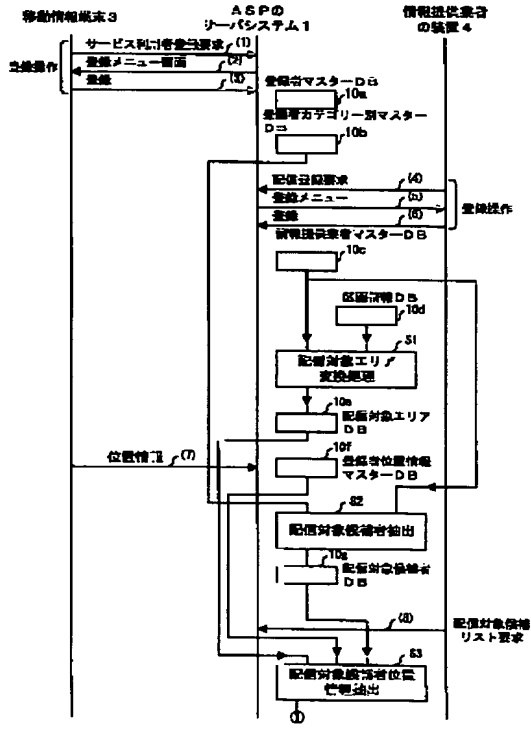 移動情報端末3
ASPの
サーバシステム1
情報提供業者
の装置4
サービス利用者登録要求
(1)
登録メニュー画面
(2)
登録操作
登録
(3)
登録者マスターDB
10a
登録者カテゴリー別マスター
DB
10b
配信登録要求
(4)
登録メニュー
(5)
登録操作
登録
(6)
情報提供業者マスターDB
10c
区画情報DB
10d
S1
配信対象エリア
変換処理
10e
配信対象エリア
DB
位置情報
(7)
10f
登録者位置情報
マスターDB
S2
配信対象候補者抽出
10g
配信対象候補者
DB
(8)
配信対象候補
リスト要求
S3
配信対象候補者位置
情報抽出
①